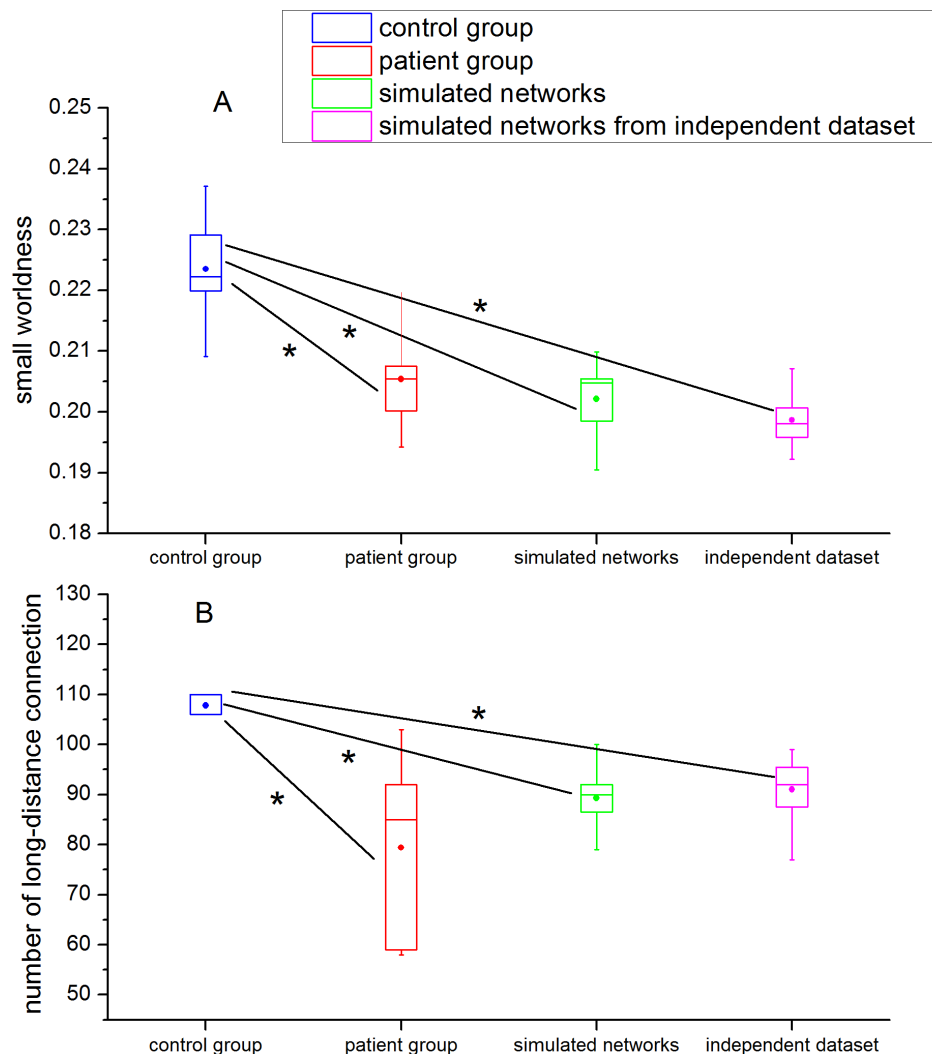 control group
patient group
simulated networks
simulated networks from independent dataset
A
0.25
0.24
0.23
0.22
0.21
0.20
0.19
0.18
small worldness
*
*
*
control group patient group simulated networks independent dataset
B
130
120
110
100
90
80
70
60
50
number of long-distance connection
*
*
*
control group patient group simulated networks independent dataset